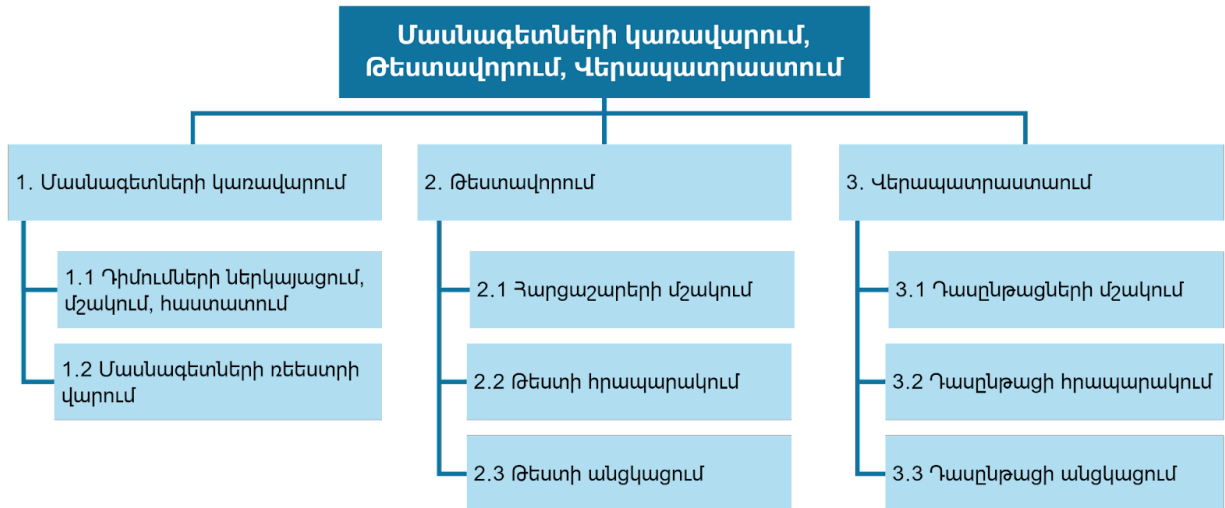 Մասնագետների կառավարում,
Թեստավորում, Վերապատրաստում
1. Մասնագետների կառավարում
1.1 Դիմումների ներկայացում,
մշակում, հաստատում
1.2 Մասնագետների ռեեստրի
վարում
2. Թեստավորում
2.1 Հարցաշարերի մշակում
2.2 Թեստի հրապարակում
2.3 Թեստի անցկացում
3. Վերապատրաստաում
3.1 Դասընթացների մշակում
3.2 Դասընթացի հրապարակում
3.3 Դասընթացի անցկացում